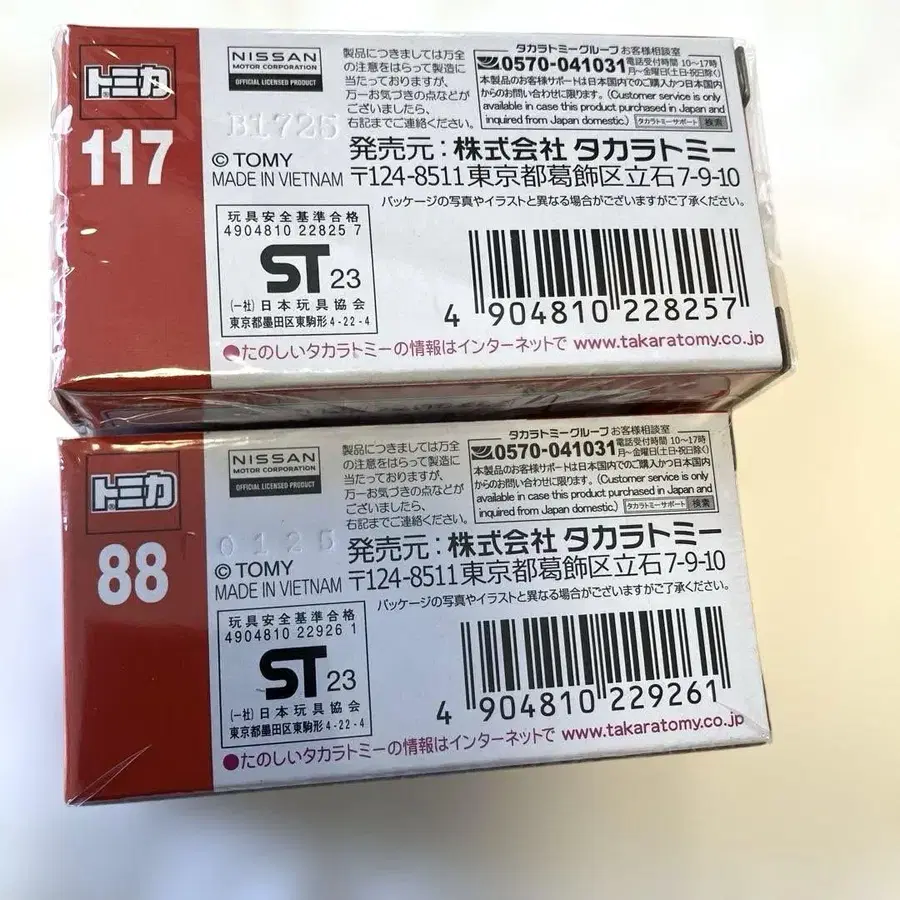 トミカ
117
NISSAN
MOTOR CORPORATION
OFFICIAL LICENSED PRODUCT
B1725
© TOMY
MADE IN VIETNAM
製品につきましては万全
の注意をはらって製造に
当たっておりますが、
万一お気づきの点などが
ございましたら、
右記までご連絡ください。
タカラトミーグループ お客様相談室
0570-041031 電話受付時間 10～17時
月～金曜日(土・日・祝日除く)
本製品のお客様サポートは日本国内でのご購入かつ日本国内
からのお問い合わせに限ります。(Customer service is only
available in case this product purchased in Japan and
inquired from Japan domestic.) タカラトミーサポート 検索
発売元：株式会社 タカラトミー
〒124-8511 東京都葛飾区立石7-9-10
パッケージの写真やイラストと異なる場合がございますがご了承ください。
玩具安全基準合格
4904810 22825 7
ST 23
(一社)日本玩具協会
東京都墨田区東駒形4-22-4
4 904810 228257
●たのしいタカラトミーの情報はインターネットで www.takaratomy.co.jp
トミカ
88
NISSAN
MOTOR CORPORATION
OFFICIAL LICENSED PRODUCT
0125
© TOMY
MADE IN VIETNAM
製品につきましては万全
の注意をはらって製造に
当たっておりますが、
万一お気づきの点などが
ございましたら、
右記までご連絡ください。
タカラトミーグループ お客様相談室
0570-041031 電話受付時間 10～17時
月～金曜日(土・日・祝日除く)
本製品のお客様サポートは日本国内でのご購入かつ日本国内
からのお問い合わせに限ります。(Customer service is only
available in case this product purchased in Japan and
inquired from Japan domestic.) タカラトミーサポート 検索
発売元：株式会社 タカラトミー
〒124-8511 東京都葛飾区立石7-9-10
パッケージの写真やイラストと異なる場合がございますがご了承ください。
玩具安全基準合格
4904810 22926 1
ST 23
(一社)日本玩具協会
東京都墨田区東駒形4-22-4
4 904810 229261
●たのしいタカラトミーの情報はインターネットで www.takaratomy.co.jp